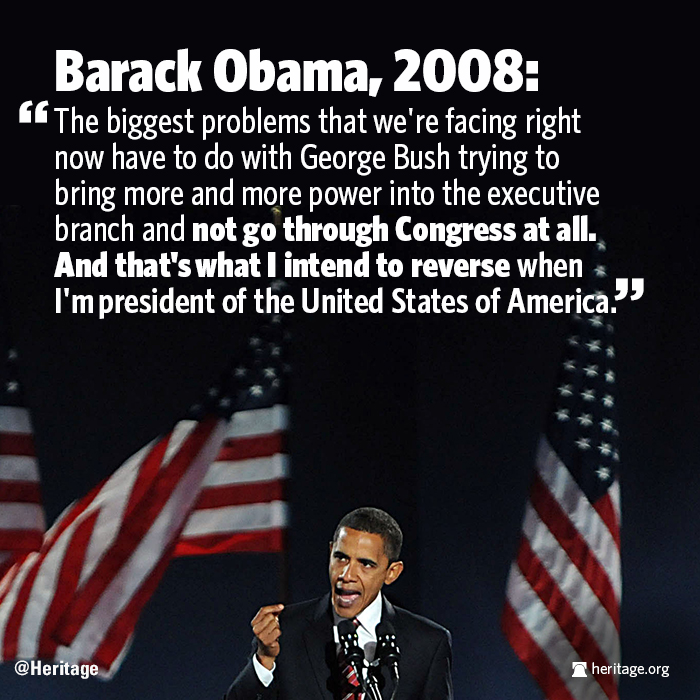 Barack Obama, 2008:
“The biggest problems that we're facing right
now have to do with George Bush trying to
bring more and more power into the executive
branch and not go through Congress at all.
And that's what I intend to reverse when
I'm president of the United States of America.”
@Heritage
heritage.org